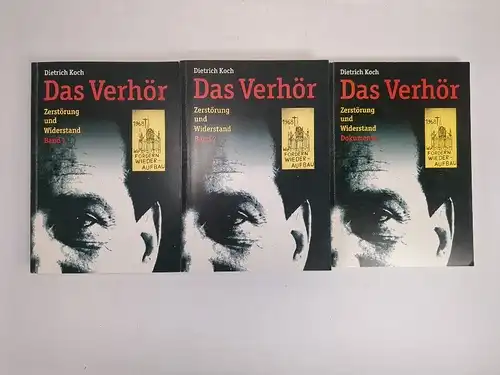 Dietrich Koch
Das Verhör
Zerstörung
und
Widerstand
Band 1
1968 †
FORDERN
WIEDER-
AUFBAU
Dietrich Koch
Das Verhör
Zerstörung
und
Widerstand
Band
1968 †
FORDERN
WIEDER-
AUFBAU
Dietrich Koch
Das Verhör
Zerstörung
und
Widerstand
Dokumente
1968 †
FORDERN
WIEDER-
AUFBAU